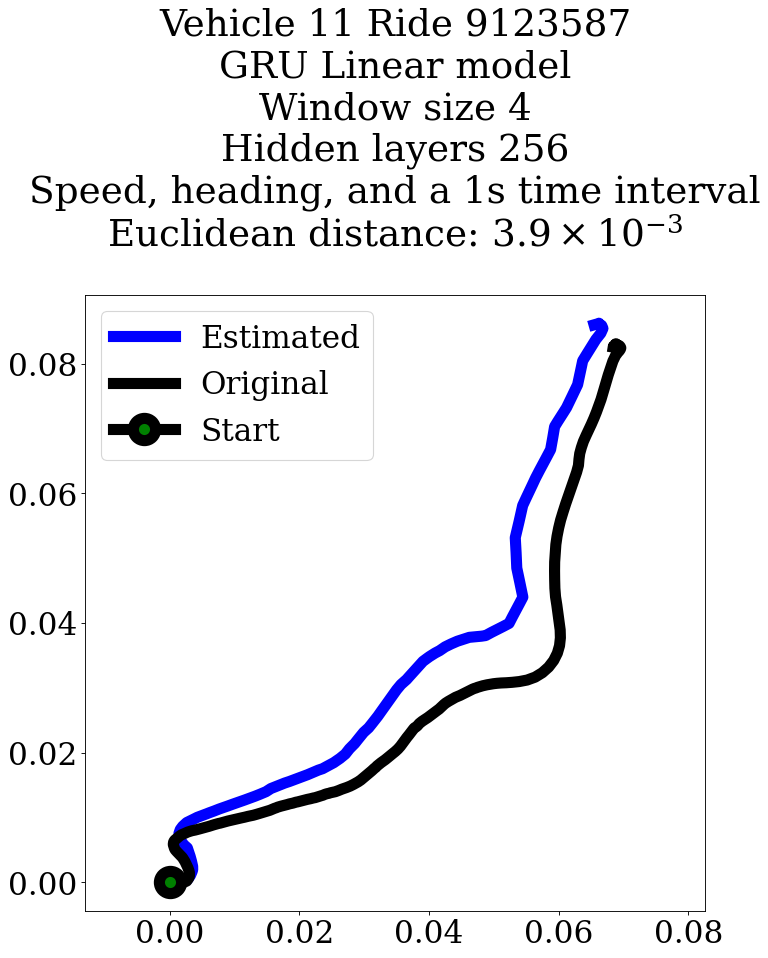 Vehicle 11 Ride 9123587
GRU Linear model
Window size 4
Hidden layers 256
Speed, heading, and a 1s time interval
Euclidean distance: 3.9 × 10⁻³
Estimated
Original
Start
0.08
0.06
0.04
0.02
0.00
0.00 0.02 0.04 0.06 0.08